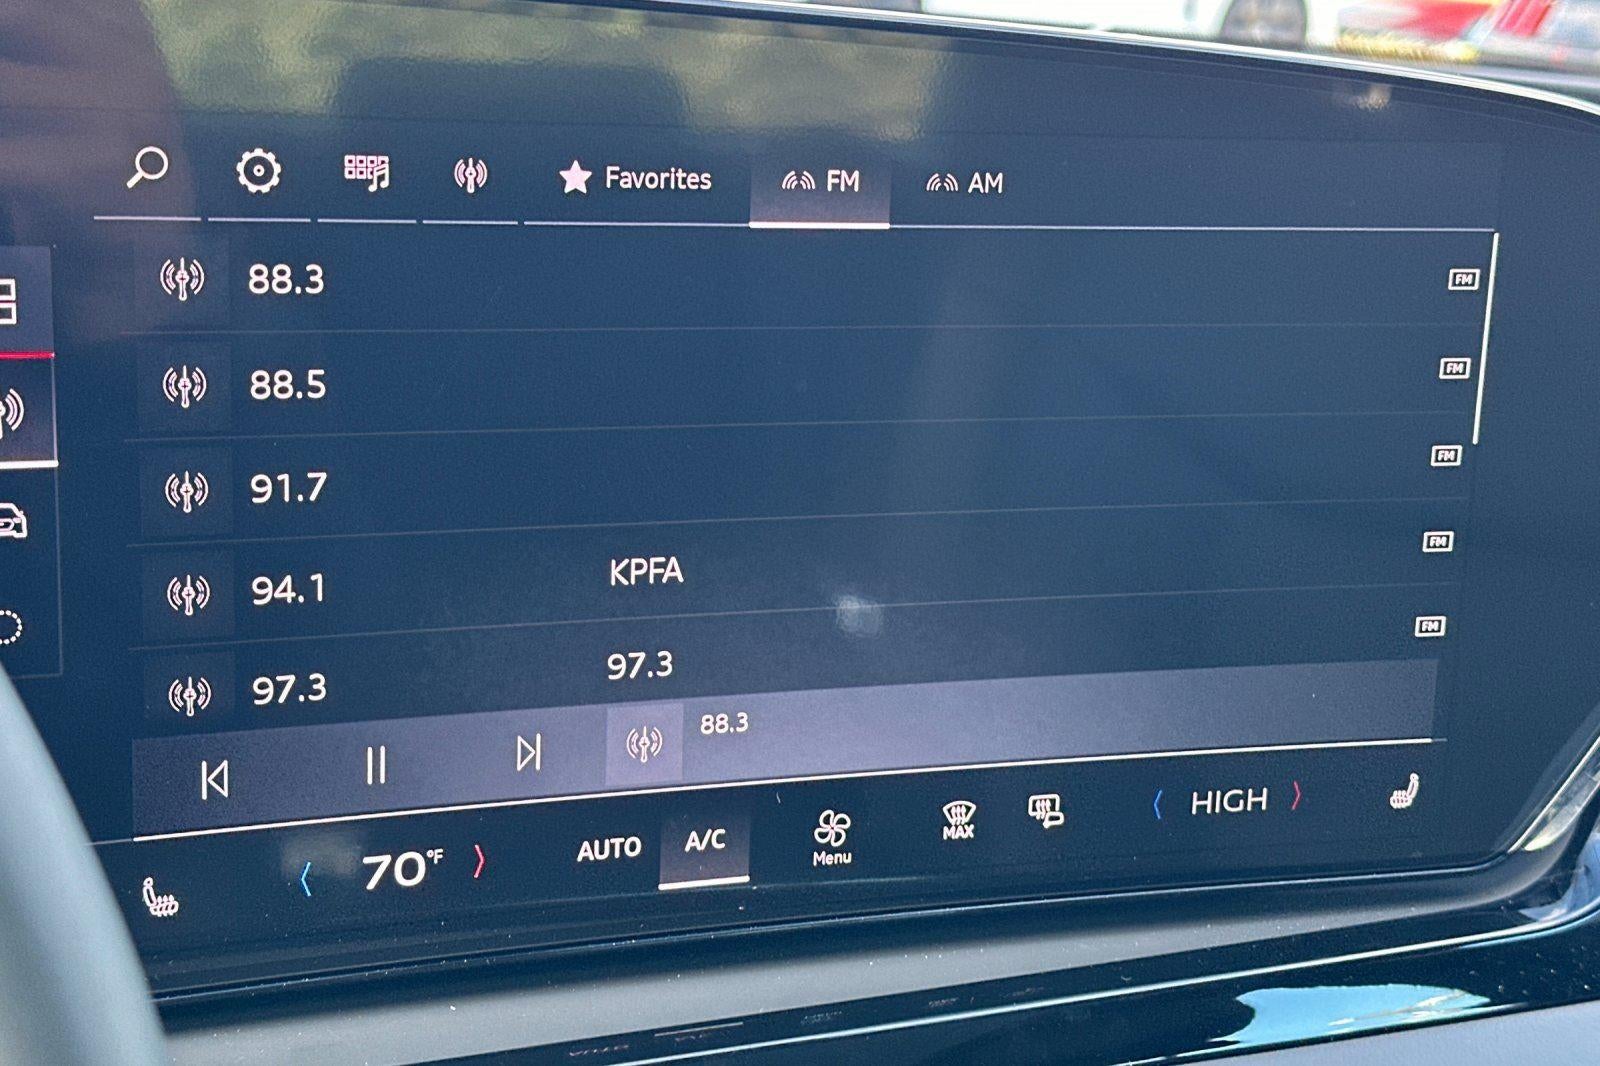 Favorites FM AM
88.3 FM
88.5 FM
91.7 FM
94.1 KPFA FM
97.3 97.3 FM
88.3
70°F AUTO A/C Menu MAX HIGH